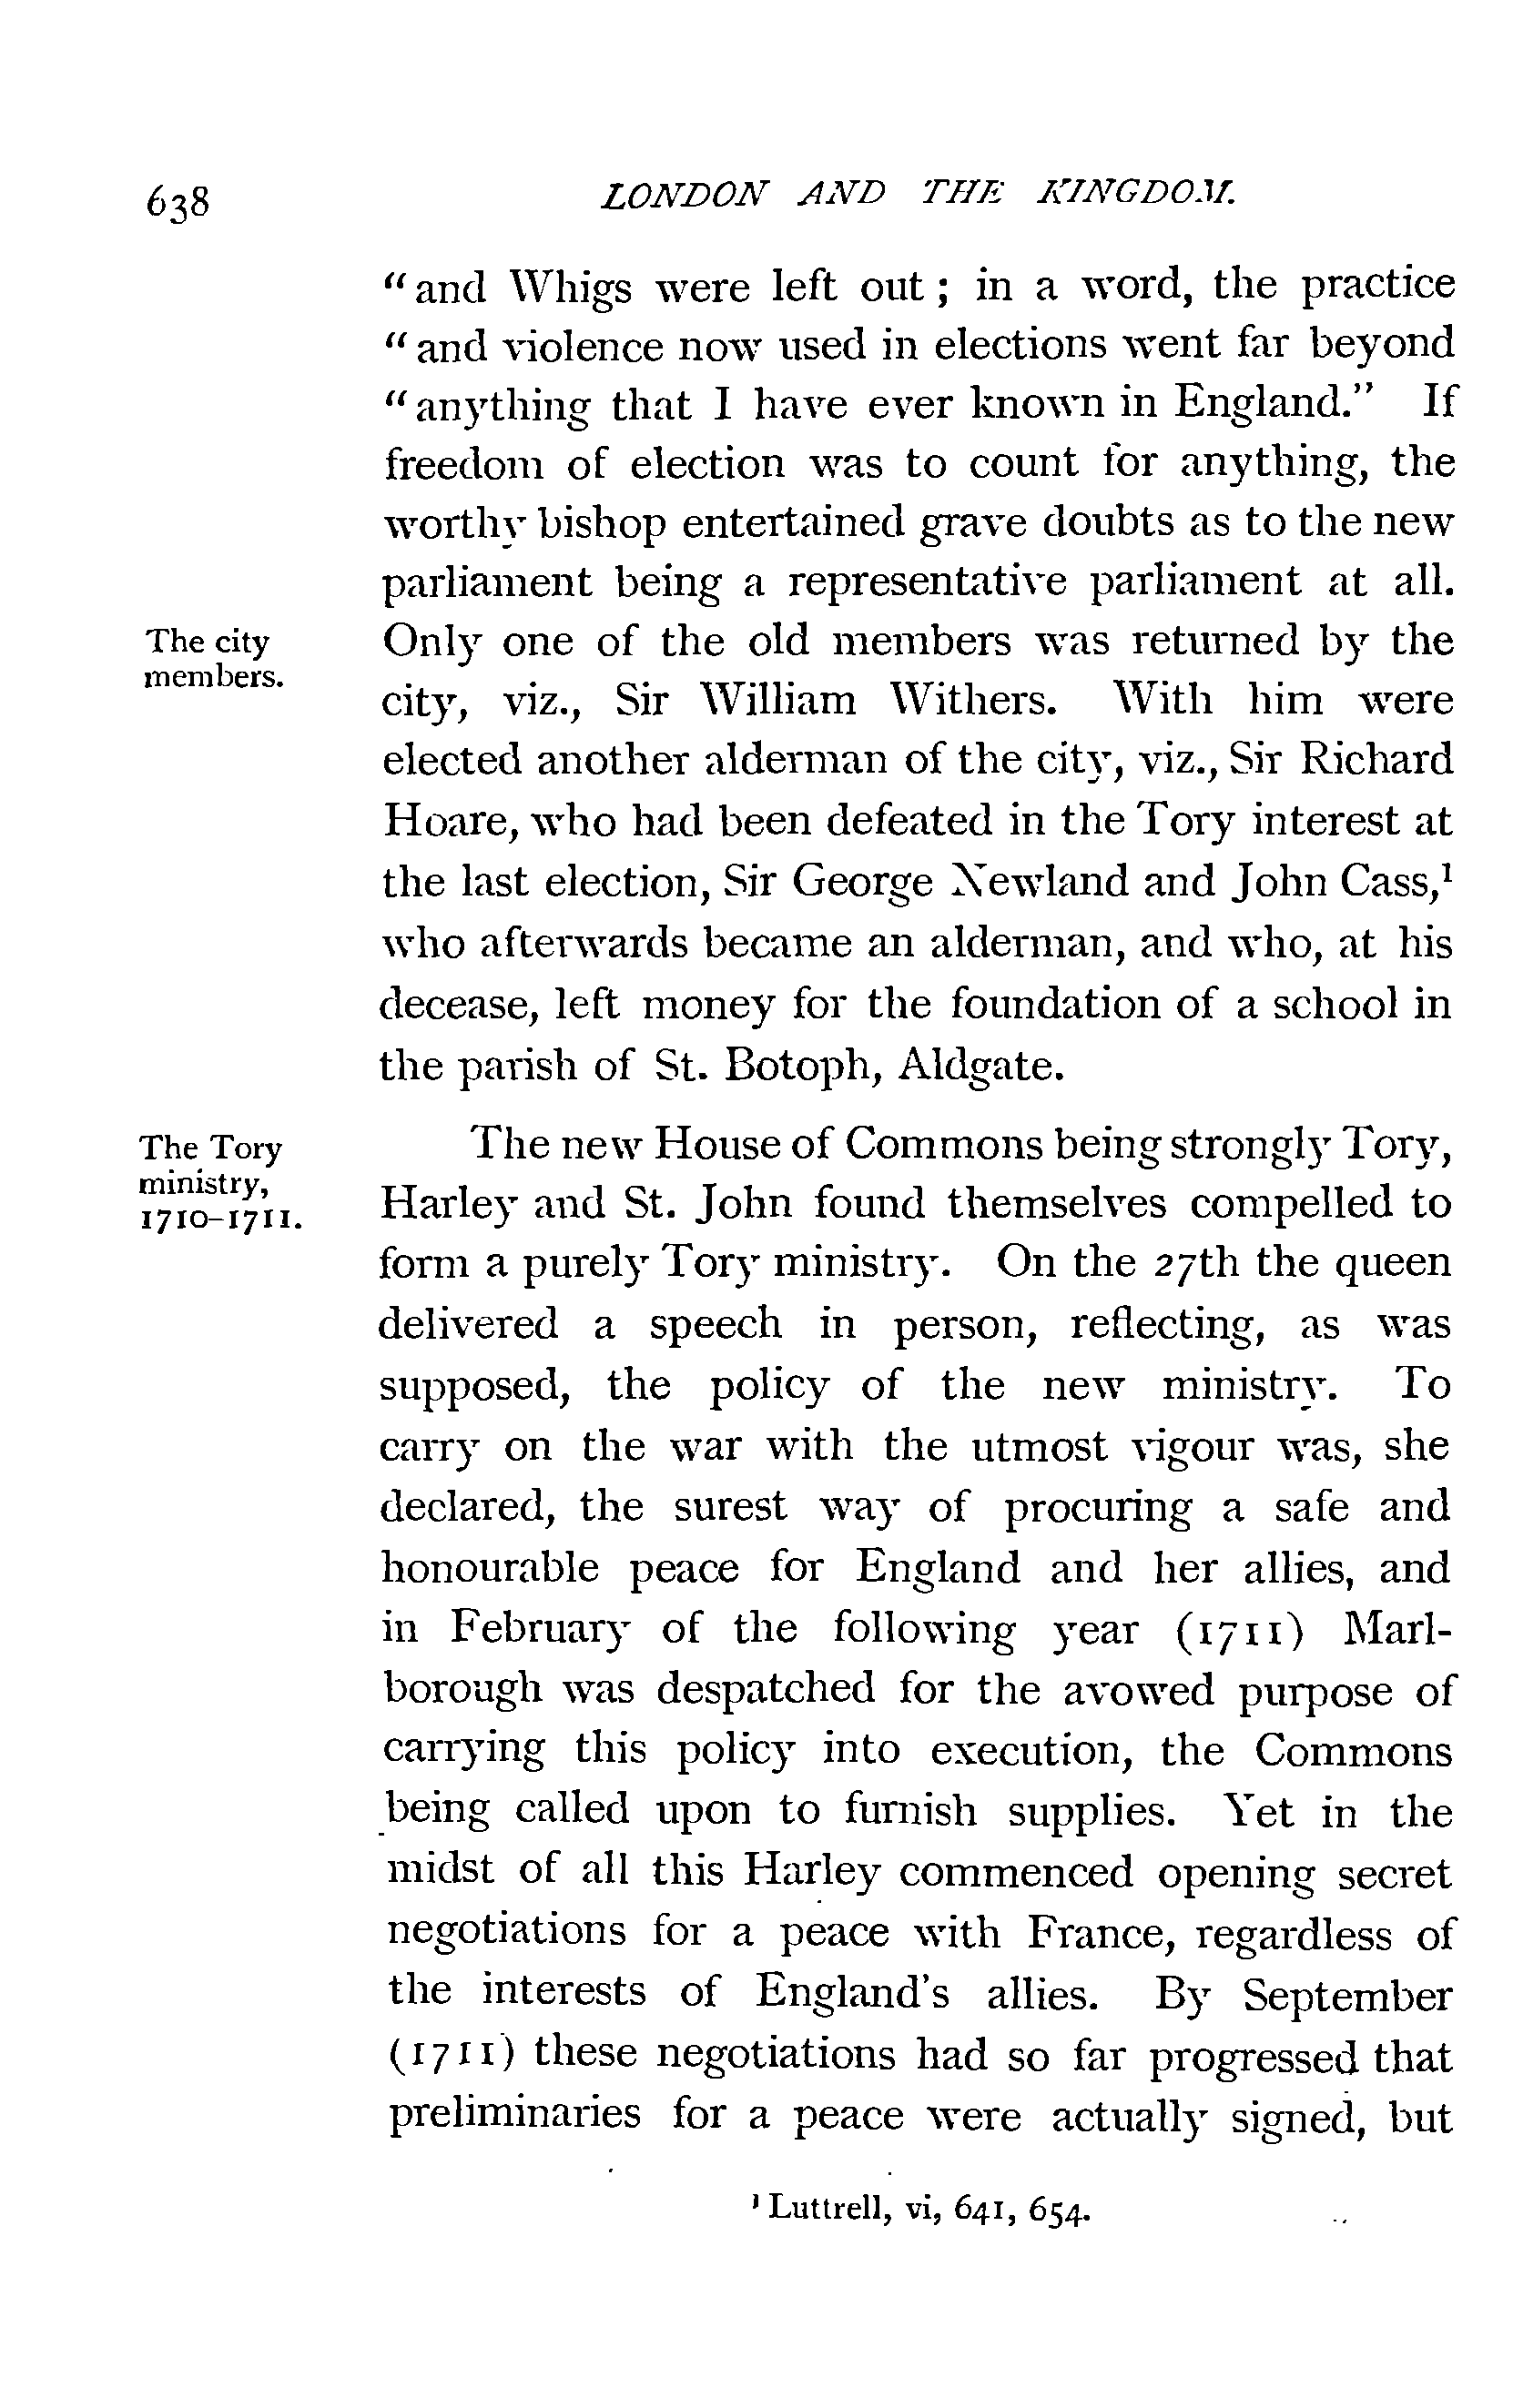 638
LONDON AND THE KINGDOM.
"and Whigs were left out; in a word, the practice
"and violence now used in elections went far beyond
"anything that I have ever known in England." If
freedom of election was to count for anything, the
worthy bishop entertained grave doubts as to the new
parliament being a representative parliament at all.
The city
members.
Only one of the old members was returned by the
city, viz., Sir William Withers. With him were
elected another alderman of the city, viz., Sir Richard
Hoare, who had been defeated in the Tory interest at
the last election, Sir George Newland and John Cass,¹
who afterwards became an alderman, and who, at his
decease, left money for the foundation of a school in
the parish of St. Botoph, Aldgate.
The Tory
ministry,
1710-1711.
The new House of Commons being strongly Tory,
Harley and St. John found themselves compelled to
form a purely Tory ministry. On the 27th the queen
delivered a speech in person, reflecting, as was
supposed, the policy of the new ministry. To
carry on the war with the utmost vigour was, she
declared, the surest way of procuring a safe and
honourable peace for England and her allies, and
in February of the following year (1711) Marl-
borough was despatched for the avowed purpose of
carrying this policy into execution, the Commons
being called upon to furnish supplies. Yet in the
midst of all this Harley commenced opening secret
negotiations for a peace with France, regardless of
the interests of England's allies. By September
(1711) these negotiations had so far progressed that
preliminaries for a peace were actually signed, but
¹ Luttrell, vi, 641, 654.